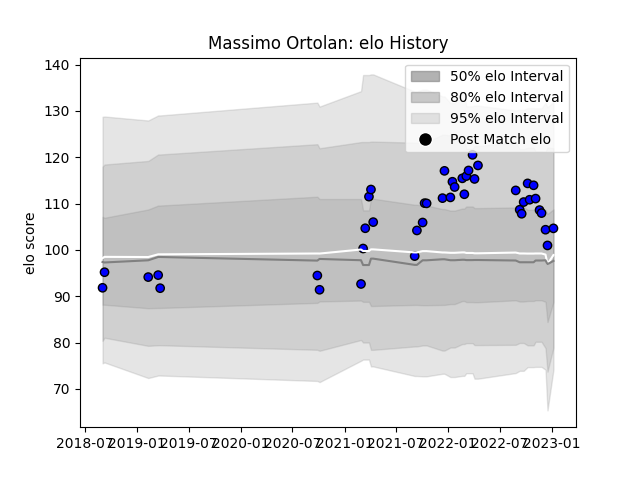 Massimo Ortolan: elo History
50% elo Interval
80% elo Interval
95% elo Interval
Post Match elo
elo score
140
130
120
110
100
90
80
70
2018-07 2019-01 2019-07 2020-01 2020-07 2021-01 2021-07 2022-01 2022-07 2023-01